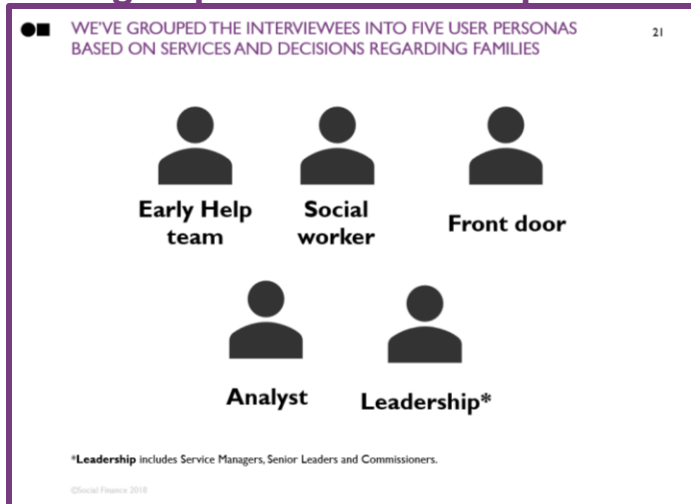 WE'VE GROUPED THE INTERVIEWEES INTO FIVE USER PERSONAS
BASED ON SERVICES AND DECISIONS REGARDING FAMILIES
21
Early Help
team
Social
worker
Front door
Analyst
Leadership*
*Leadership includes Service Managers, Senior Leaders and Commissioners.
©Social Finance 2018